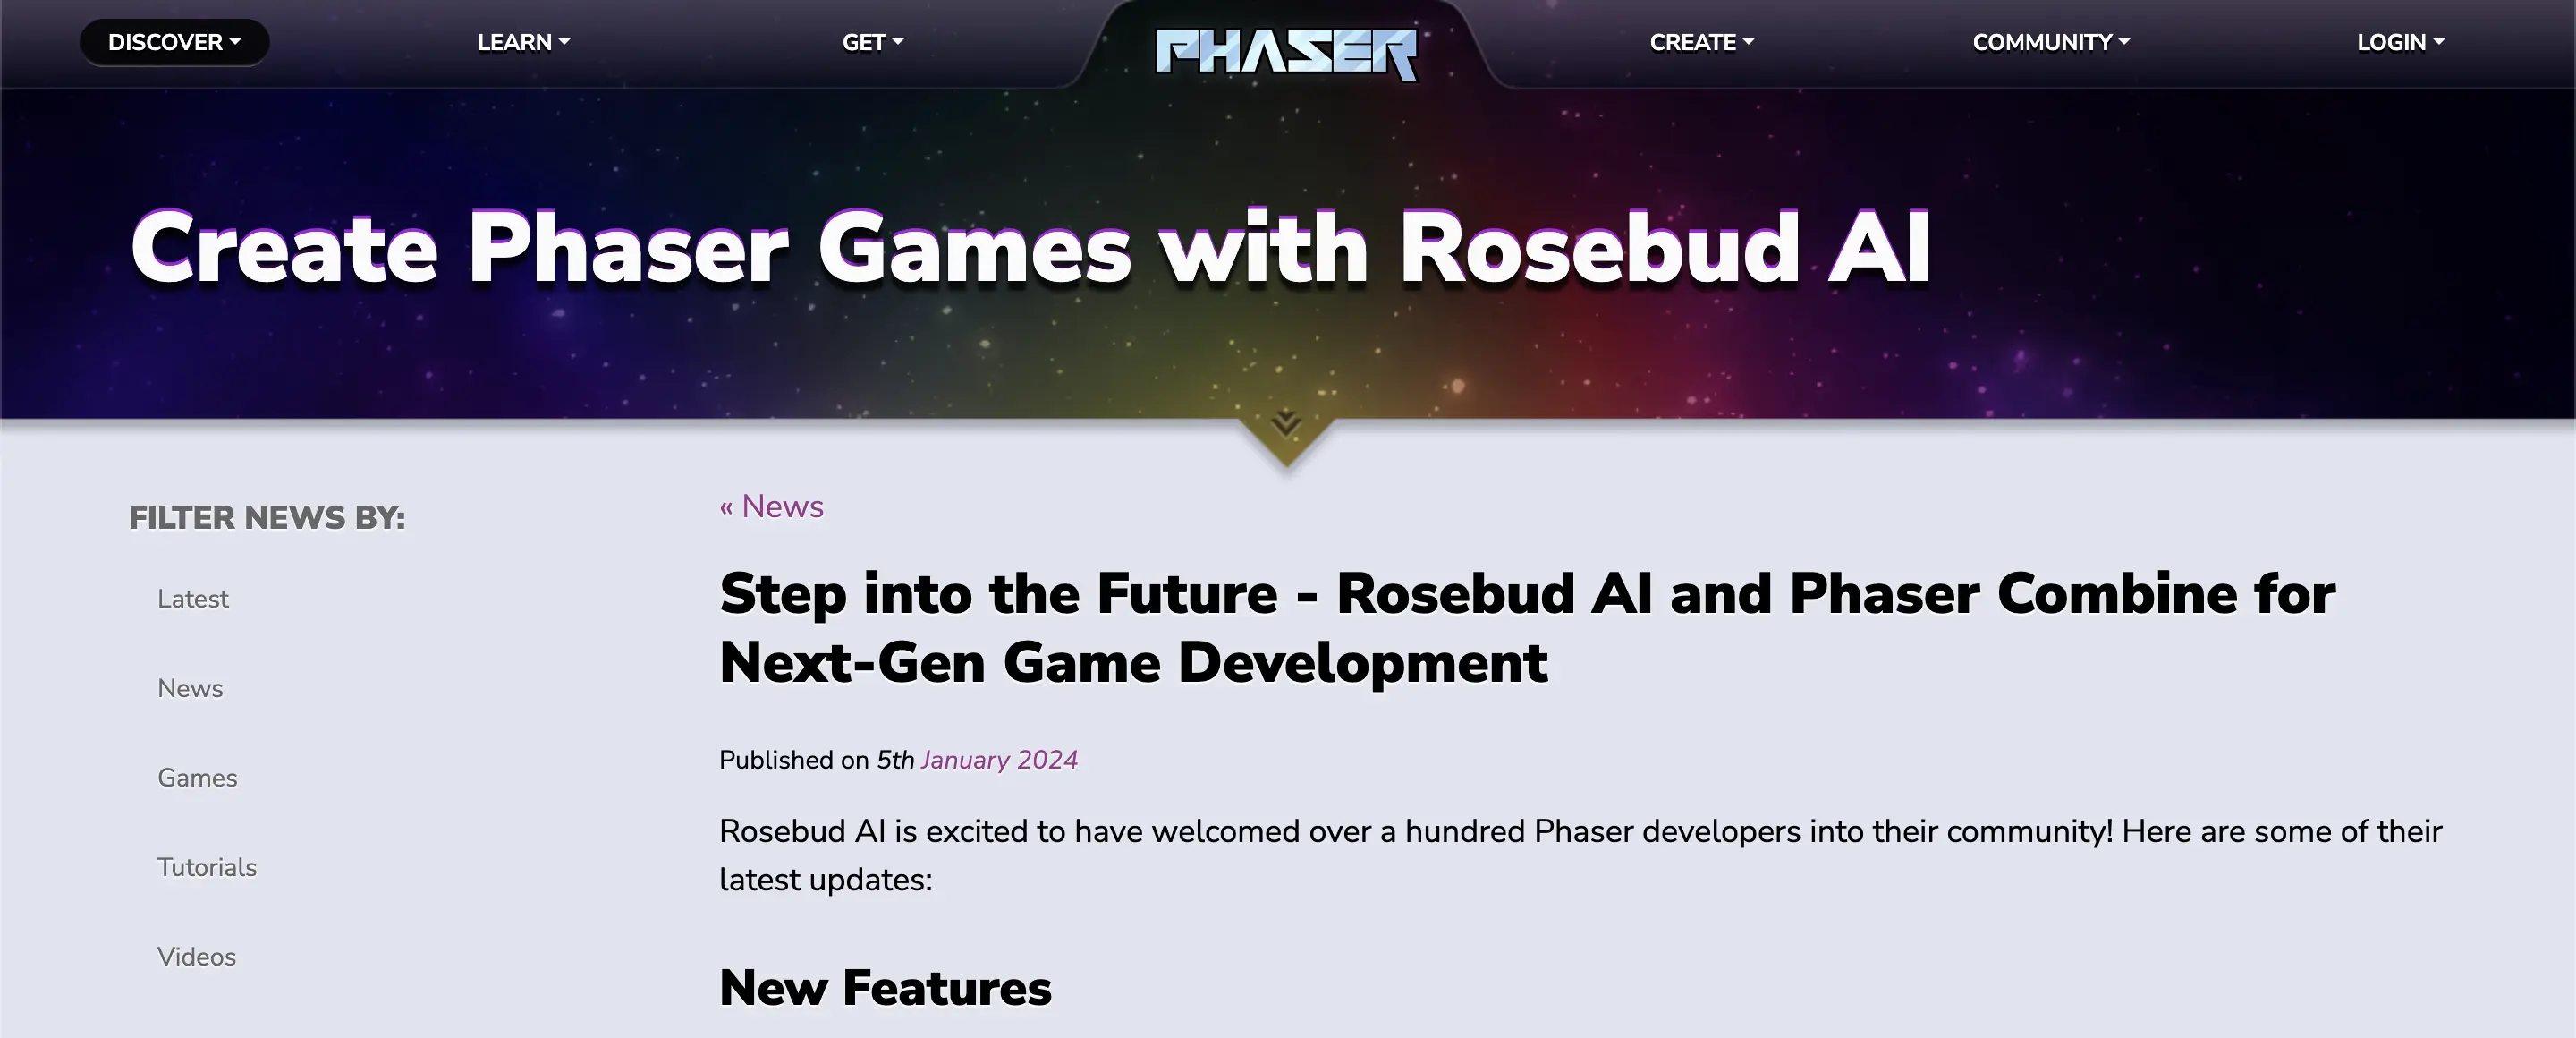 DISCOVER
LEARN
GET
PHASER
CREATE
COMMUNITY
LOGIN
Create Phaser Games with Rosebud AI
FILTER NEWS BY:
Latest
News
Games
Tutorials
Videos
« News
Step into the Future - Rosebud AI and Phaser Combine for
Next-Gen Game Development
Published on 5th January 2024
Rosebud AI is excited to have welcomed over a hundred Phaser developers into their community! Here are some of their
latest updates:
New Features